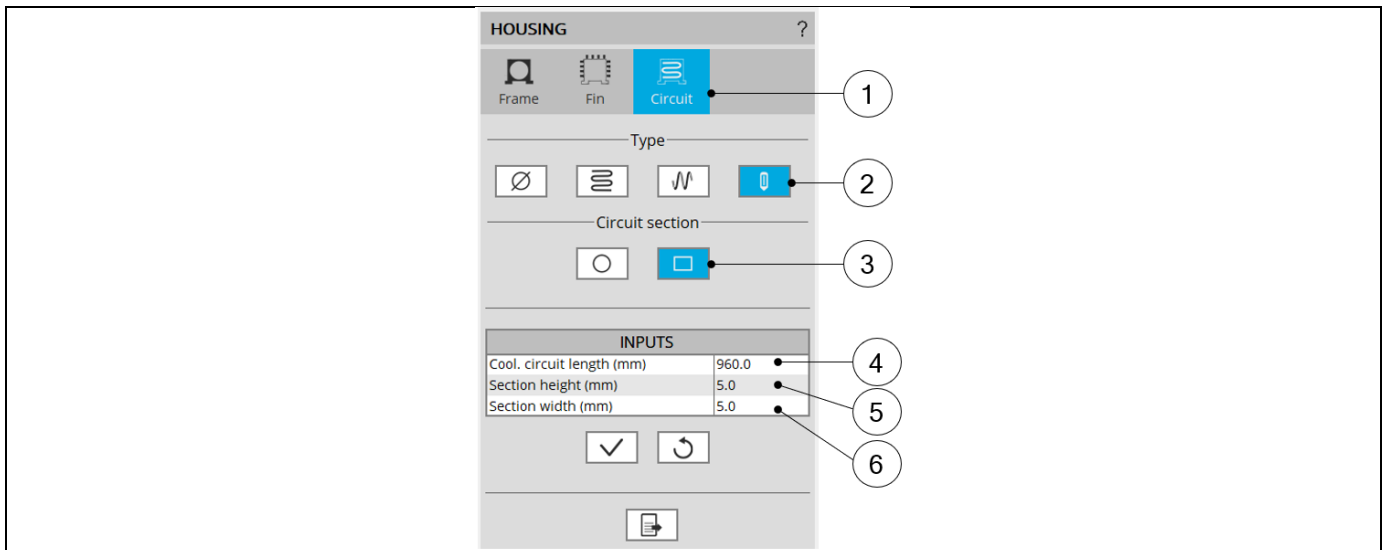 HOUSING ?
Frame Fin Circuit
1
Type
2
Circuit section
3
INPUTS
Cool. circuit length (mm) 960.0
4
Section height (mm) 5.0
5
Section width (mm) 5.0
6